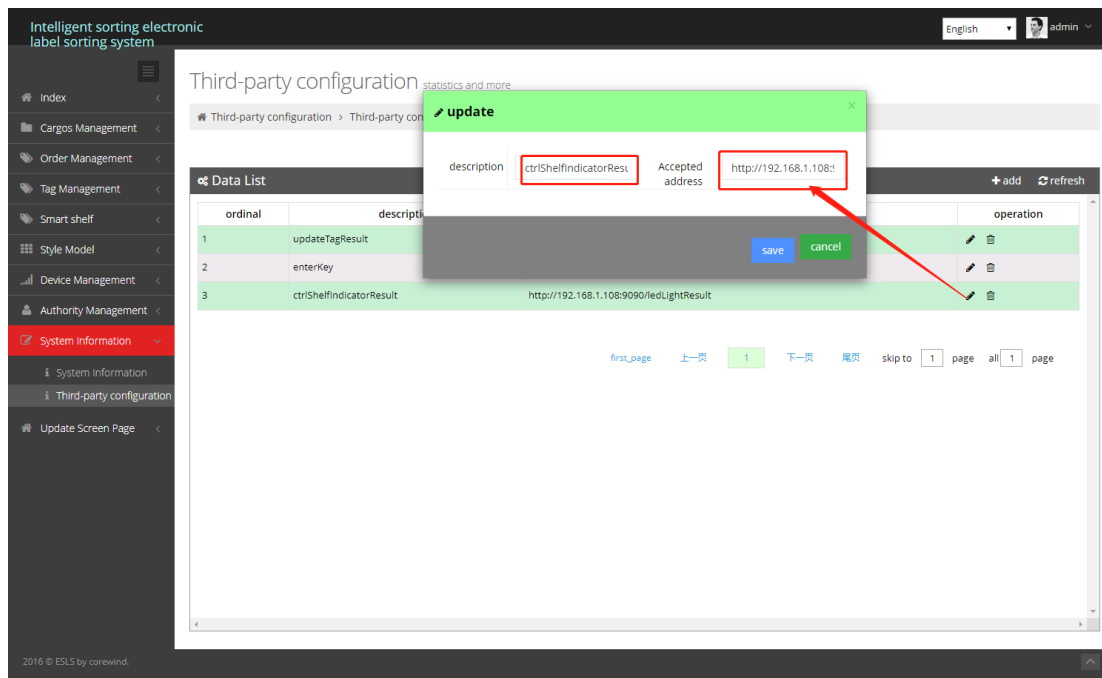 Intelligent sorting electronic
label sorting system
English
admin
Index
Cargos Management
Order Management
Tag Management
Smart shelf
Style Model
Device Management
Authority Management
System Information
System Information
Third-party configuration
Update Screen Page
Third-party configuration statistics and more
Third-party configuration > Third-party con
update
×
description
ctrlShelfIndicatorResu
Accepted
address
http://192.168.1.108:9
save
cancel
Data List
add
refresh
ordinal
descripti
operation
1
updateTagResult
2
enterKey
3
ctrlShelfIndicatorResult
http://192.168.1.108:9090/ledLightResult
first_page 上一页 1 下一页 尾页 skip to 1 page all 1 page
2016 © ESLS by corewind.